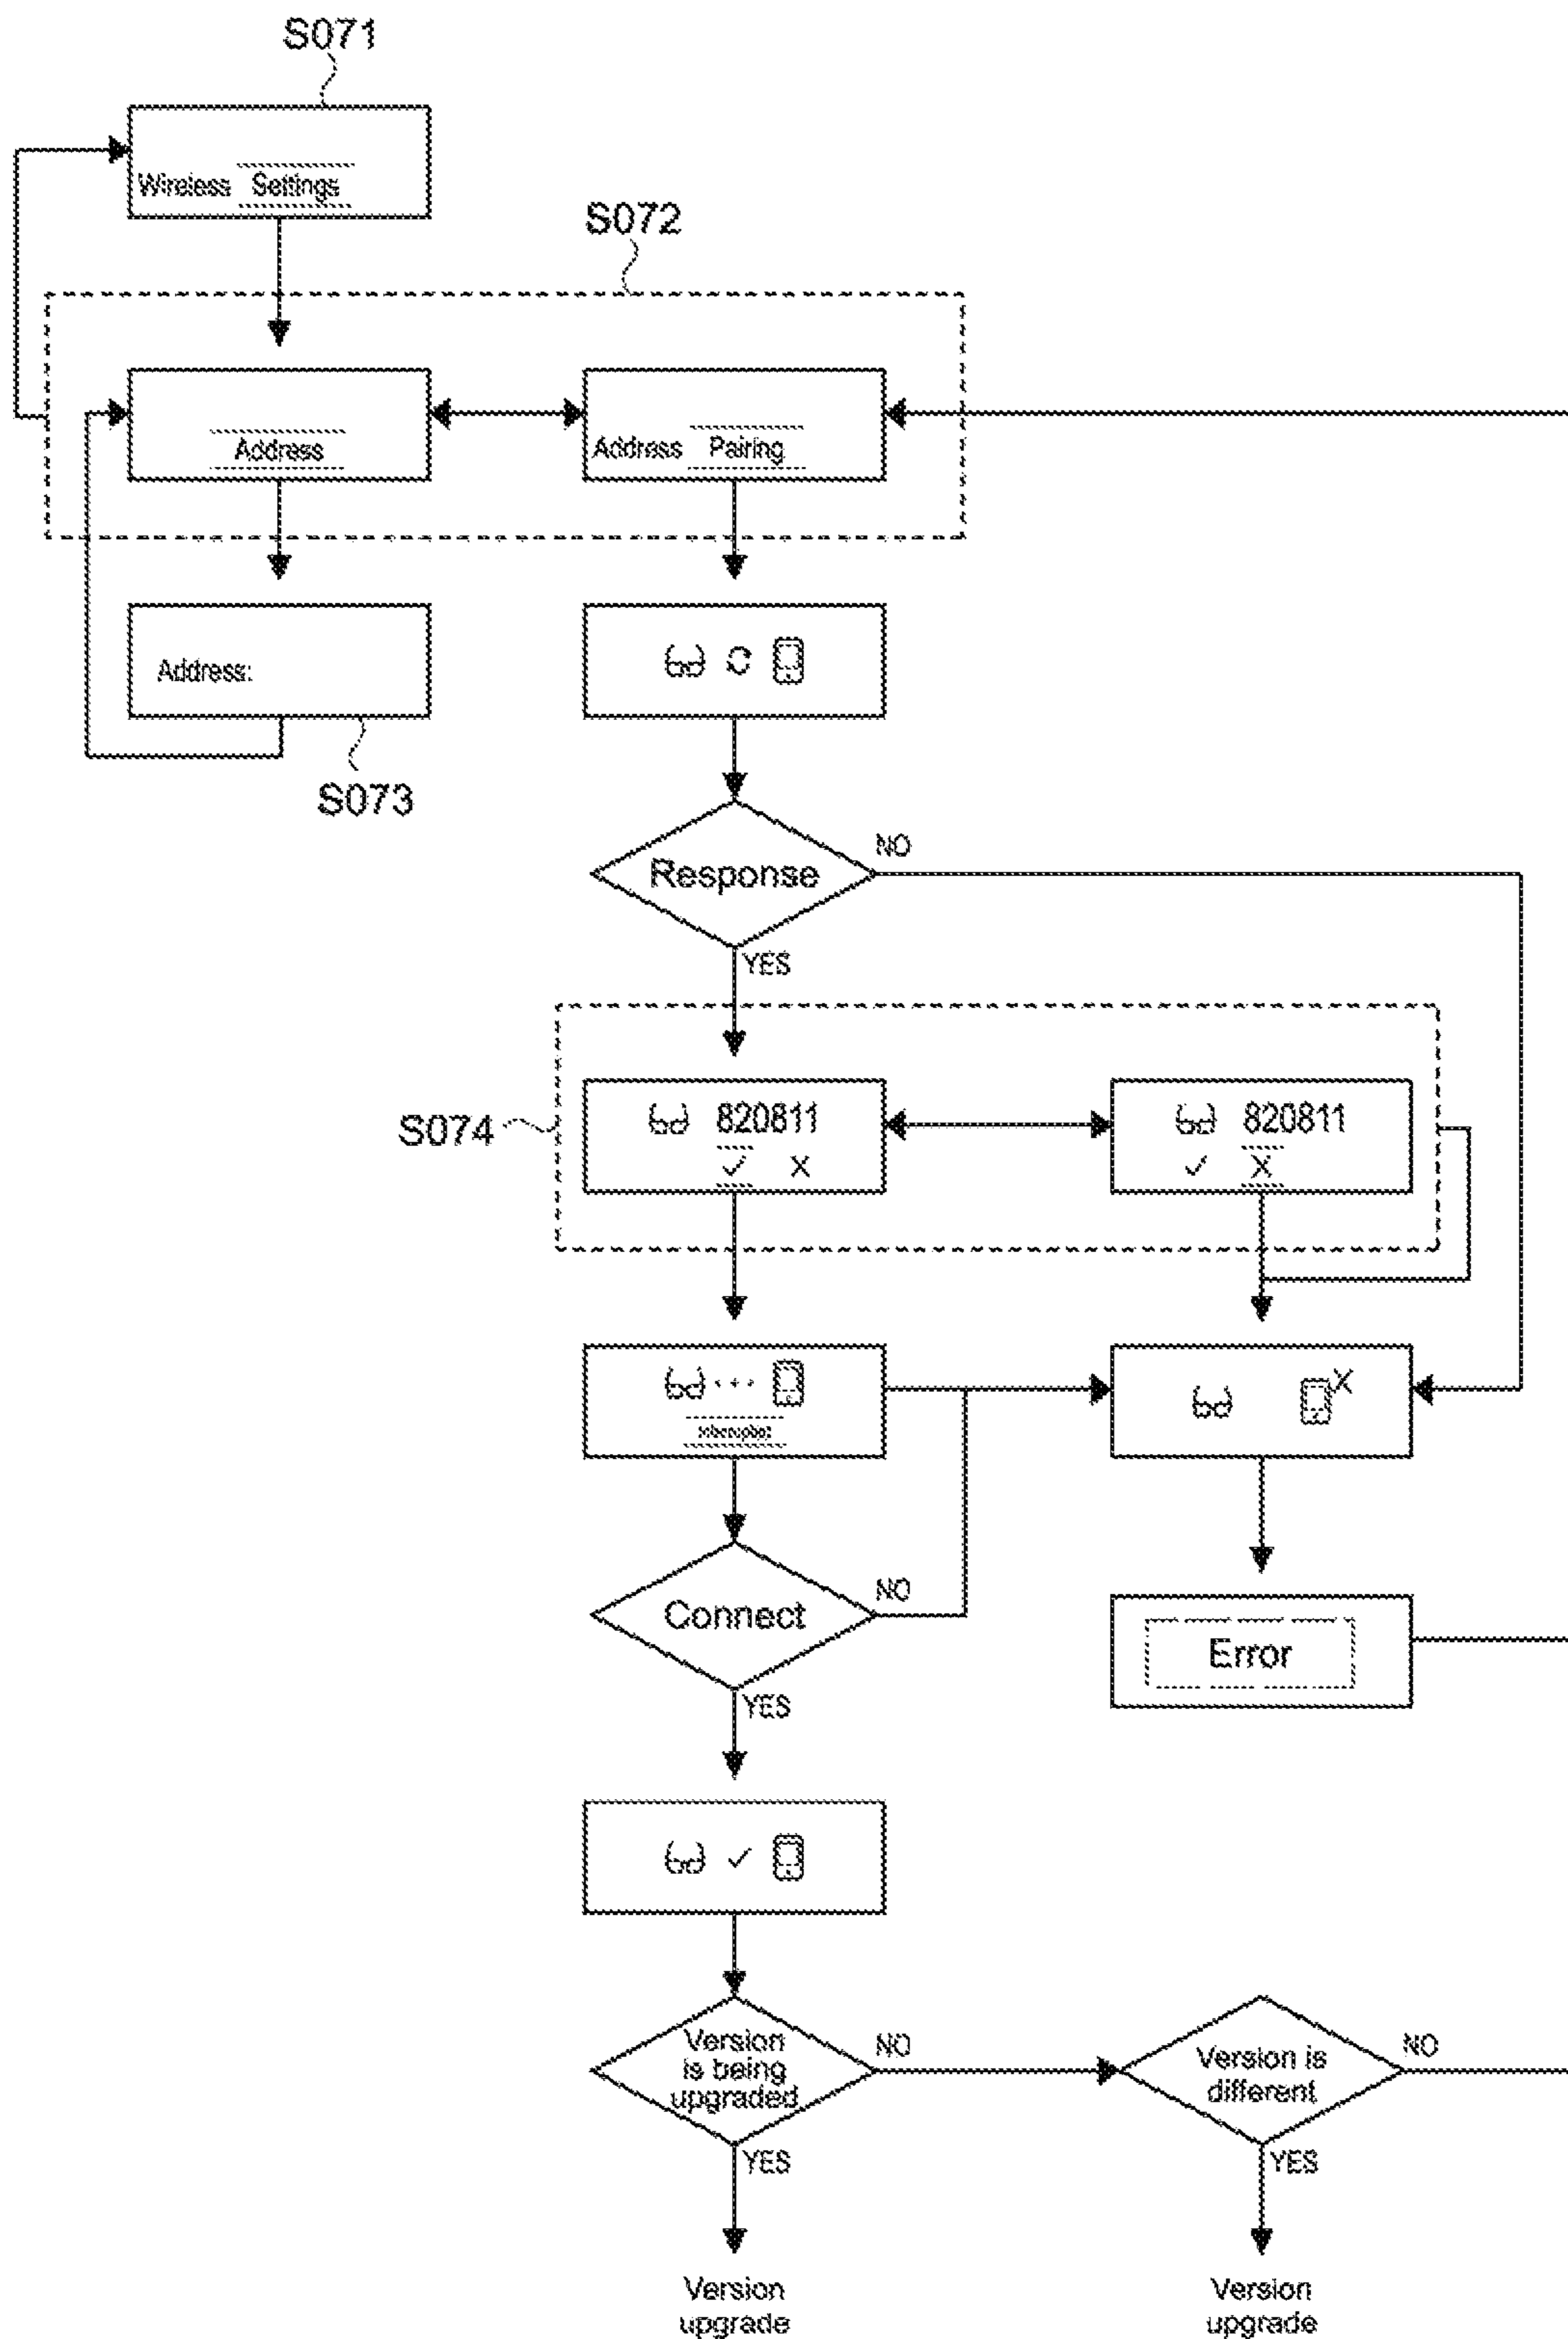 S071
Wireless Settings
S072
Address
Address Pairing
Address:
S073
Response
NO
YES
S074
820811
✓ X
820811
✓ X
X
Connect
NO
YES
Error
✓
Version
is being
upgraded
NO
YES
Version is
different
NO
YES
Version
upgrade
Version
upgrade